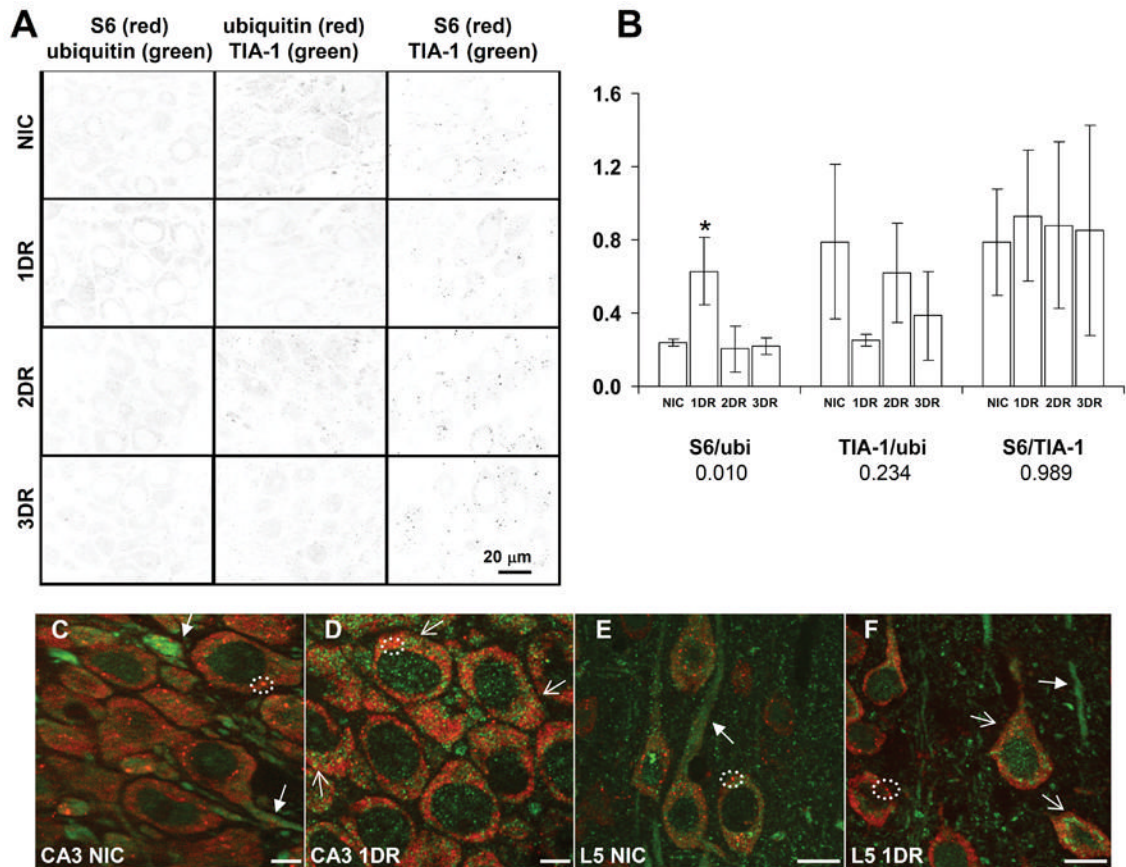 A
S6 (red)
ubiquitin (green)
ubiquitin (red)
TIA-1 (green)
S6 (red)
TIA-1 (green)
NIC
1DR
2DR
3DR
20 μm
B
1.6
1.2
0.8
0.4
0.0
*
NIC 1DR 2DR 3DR
NIC 1DR 2DR 3DR
NIC 1DR 2DR 3DR
S6/ubi
0.010
TIA-1/ubi
0.234
S6/TIA-1
0.989
C
CA3 NIC
D
CA3 1DR
E
L5 NIC
F
L5 1DR